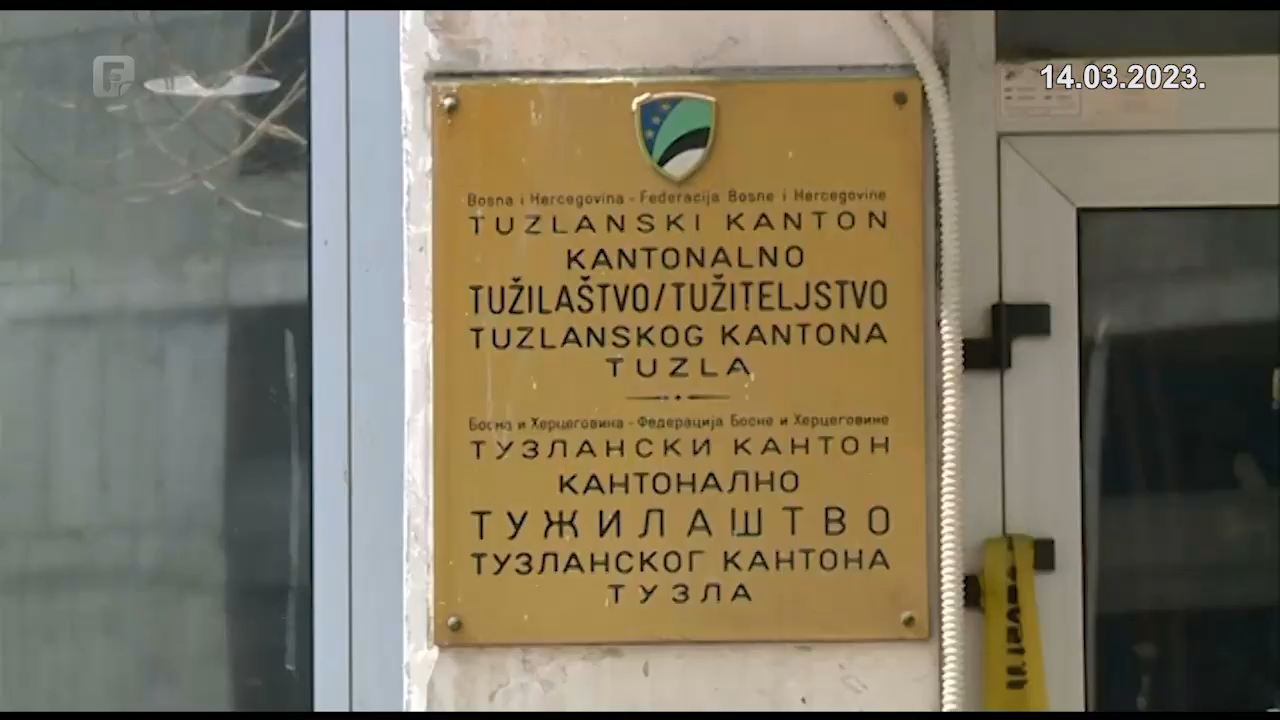 14.03.2023.
Bosna i Hercegovina - Federacija Bosne i Hercegovine
TUZLANSKI KANTON
KANTONALNO
TUŽILAŠTVO/TUŽITELJSTVO
TUZLANSKOG KANTONA
TUZLA
Босна и Херцеговина - Федерација Босне и Херцеговине
ТУЗЛАНСКИ КАНТОН
КАНТОНАЛНО
ТУЖИЛАШТВО
ТУЗЛАНСКОГ КАНТОНА
ТУЗЛА